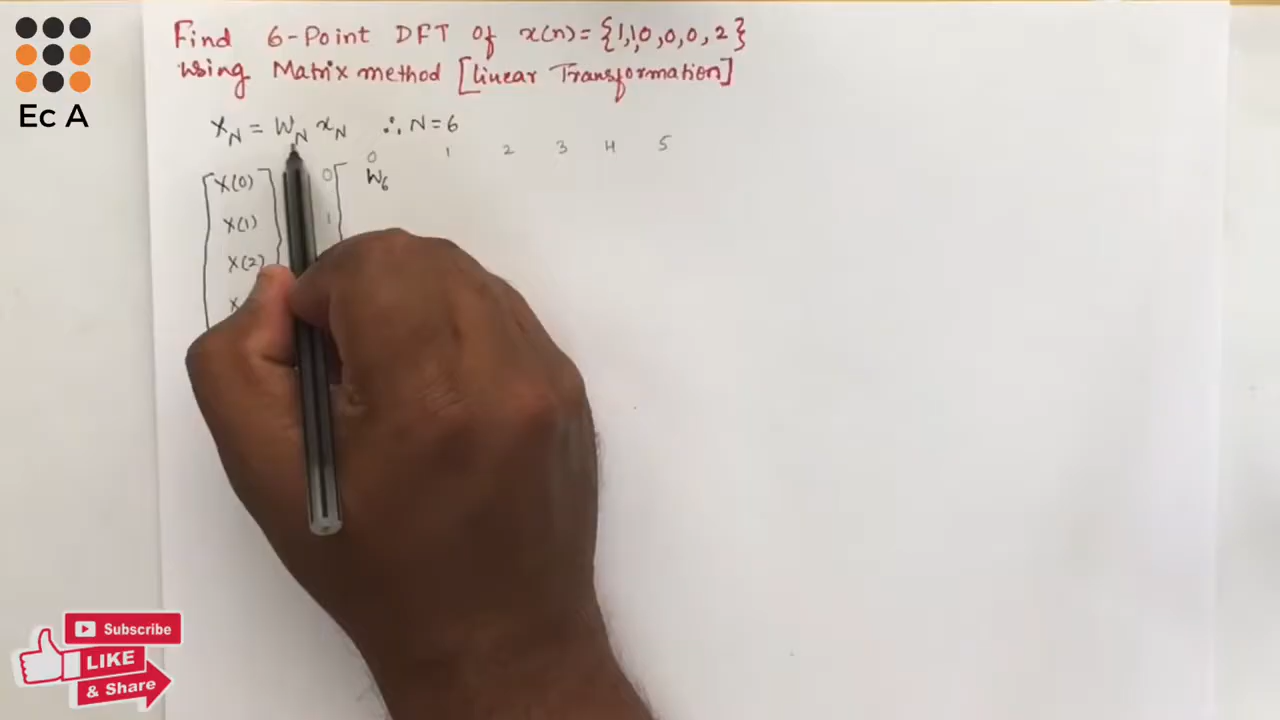 Ec A
Find 6-Point DFT of x(n)= {1,1,0,0,0,2}
using Matrix method [linear Transformation]
X_N = W_N x_N ∴ N=6
0 1 2 3 4 5
X(0) 0 W_6
X(1) 1
X(2)
Subscribe
LIKE
& Share